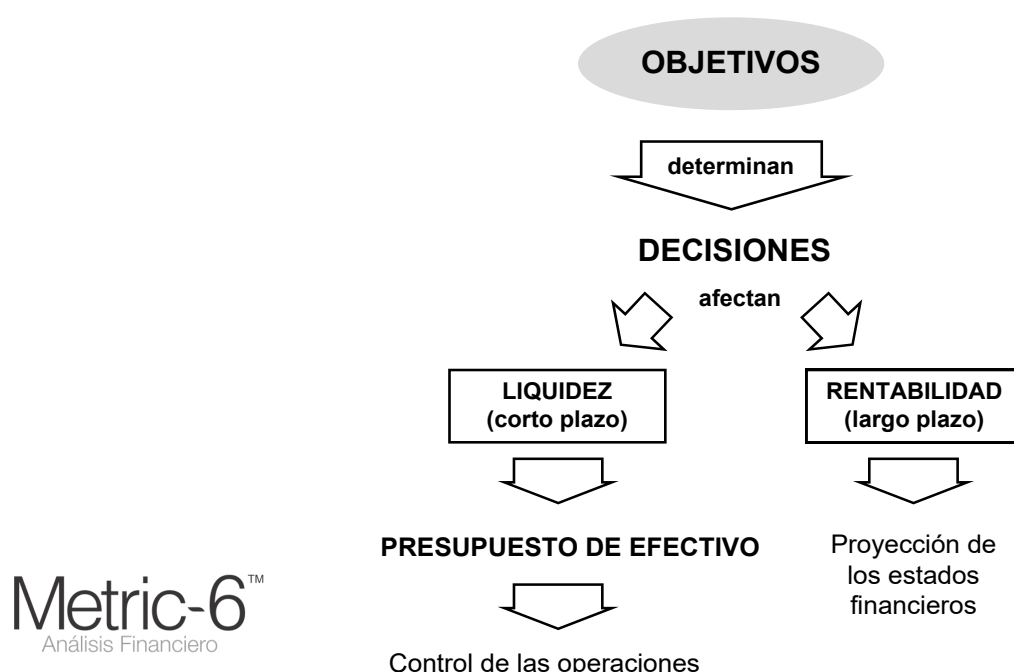 OBJETIVOS
determinan
DECISIONES
afectan
LIQUIDEZ
(corto plazo)
RENTABILIDAD
(largo plazo)
PRESUPUESTO DE EFECTIVO
Proyección de
los estados
financieros
Metric-6™
Análisis Financiero
Control de las operaciones